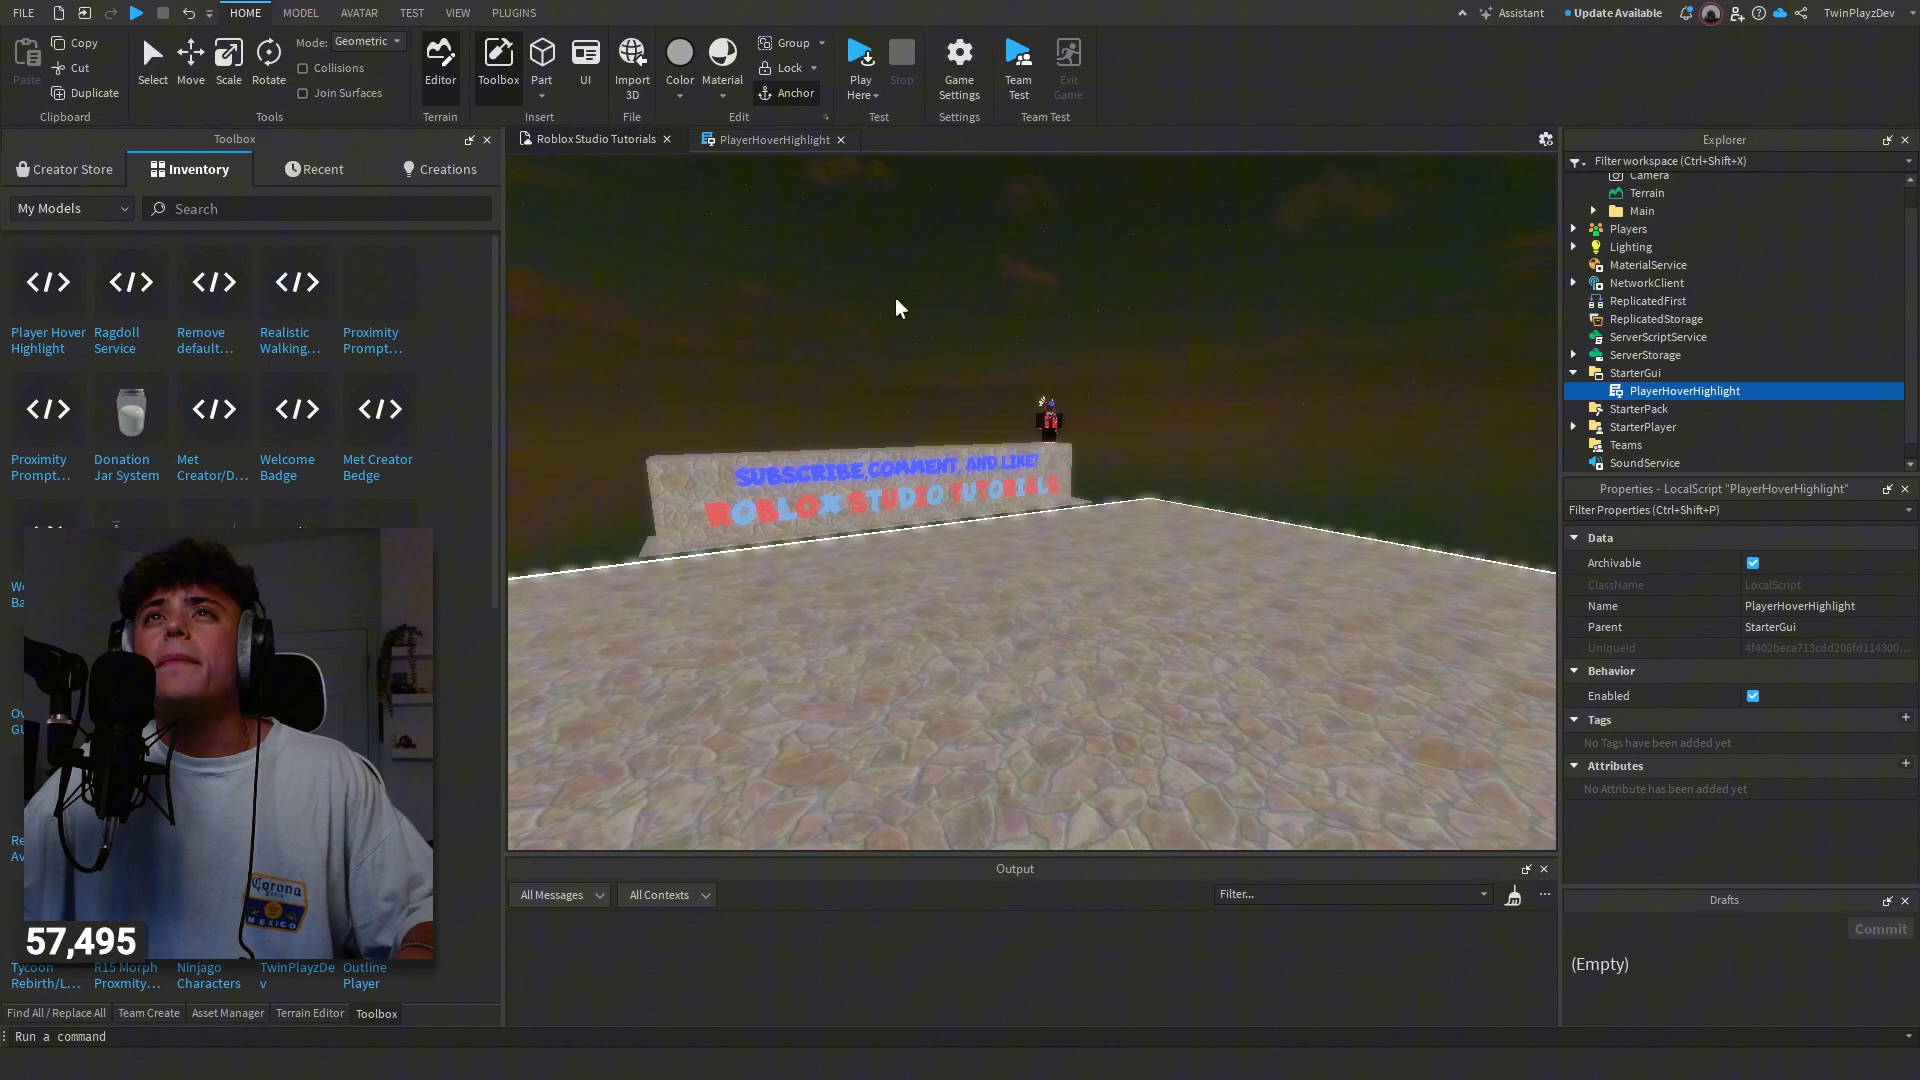 FILE
HOME
MODEL
AVATAR
TEST
VIEW
PLUGINS
Assistant
Update Available
TwinPlayzDev
Paste
Copy
Cut
Duplicate
Clipboard
Select
Move
Scale
Rotate
Mode:
Geometric
Collisions
Join Surfaces
Tools
Editor
Terrain
Toolbox
Part
UI
Insert
Import
3D
File
Color
Material
Group
Lock
Anchor
Edit
Play
Here
Stop
Test
Game
Settings
Settings
Team
Test
Exit
Game
Team Test
Toolbox
Creator Store
Inventory
Recent
Creations
My Models
Search
Player Hover
Highlight
Ragdoll
Service
Remove
default...
Realistic
Walking...
Proximity
Prompt...
Proximity
Prompt...
Donation
Jar System
Met
Creator/D...
Welcome
Badge
Met Creator
Bedge
57,495
Corona
Extra
MEXICO
Tycoon
Rebirth/L...
R15 Morph
Proxmity...
Ninjago
Characters
TwinPlayzDe
v
Outline
Player
Find All / Replace All
Team Create
Asset Manager
Terrain Editor
Toolbox
Run a command
Roblox Studio Tutorials
PlayerHoverHighlight
SUBSCRIBE,COMMENT, AND LIKE!
ROBLOX STUDIO TUTORIALS
Output
All Messages
All Contexts
Filter...
Explorer
Filter workspace (Ctrl+Shift+X)
Camera
Terrain
Main
Players
Lighting
MaterialService
NetworkClient
ReplicatedFirst
ReplicatedStorage
ServerScriptService
ServerStorage
StarterGui
PlayerHoverHighlight
StarterPack
StarterPlayer
Teams
SoundService
Properties - LocalScript "PlayerHoverHighlight"
Filter Properties (Ctrl+Shift+P)
Data
Archivable
ClassName
LocalScript
Name
PlayerHoverHighlight
Parent
StarterGui
UniqueId
4f402beca713cdd206fd114300...
Behavior
Enabled
Tags
No Tags have been added yet
Attributes
No Attribute has been added yet
Drafts
Commit
(Empty)